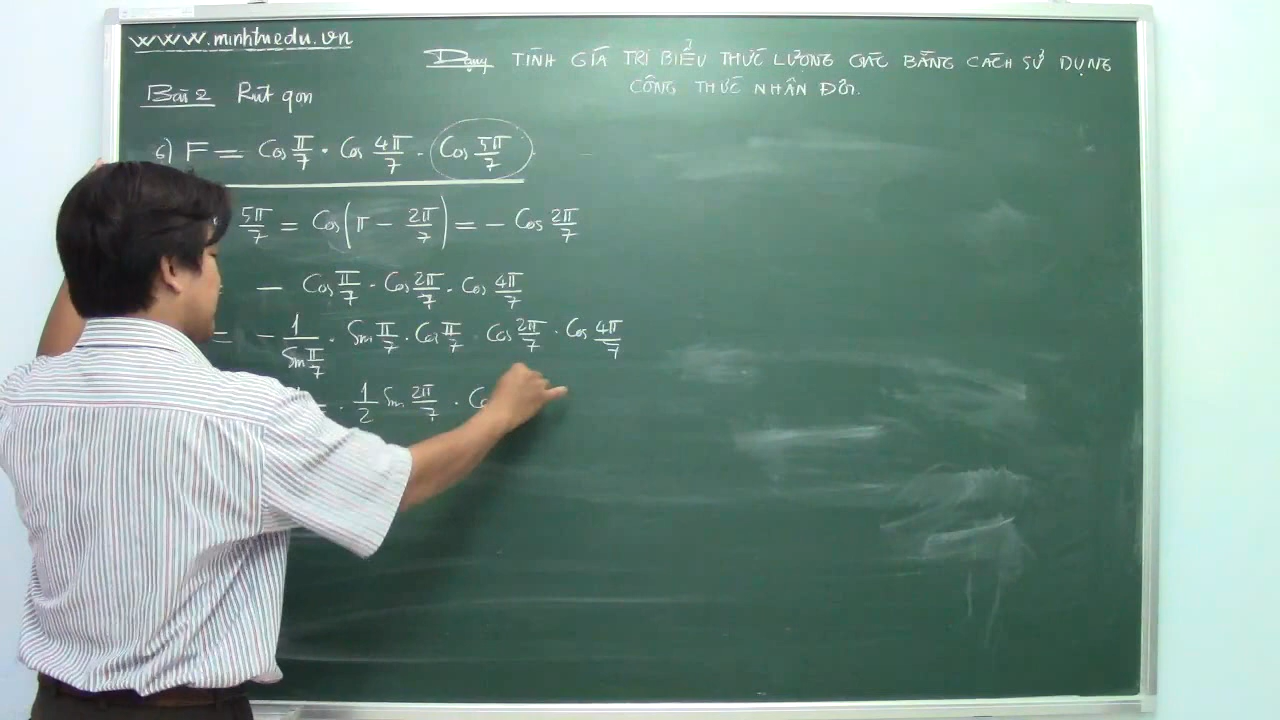 www.minhtuedu.vn
Dạng TÍNH GIÁ TRỊ BIỂU THỨC LƯỢNG GIÁC BẰNG CÁCH SỬ DỤNG
CÔNG THỨC NHÂN ĐÔI.
Bài 2 Rút gọn
6) F = Cos π/7 . Cos 4π/7 . Cos 5π/7
5π/7 = Cos(π − 2π/7) = − Cos 2π/7
− Cos π/7 . Cos 2π/7 . Cos 4π/7
= − 1/(Sin π/7) . Sin π/7 . Cos π/7 . Cos 2π/7 . Cos 4π/7
. 1/2 Sin 2π/7 .